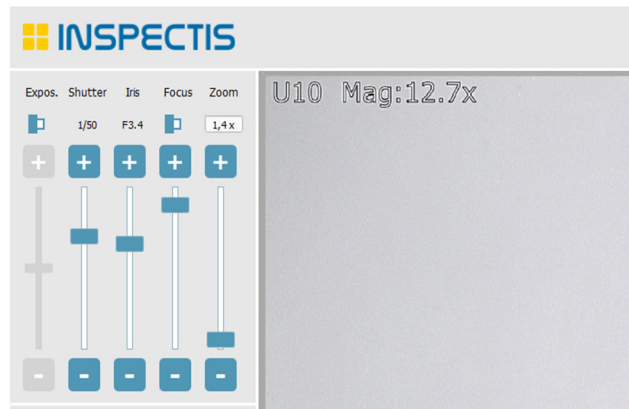 INSPECTIS
Expos. Shutter Iris Focus Zoom
1/50 F3.4 1,4 x
+ + + + +
- - - - -
U10 Mag:12.7x